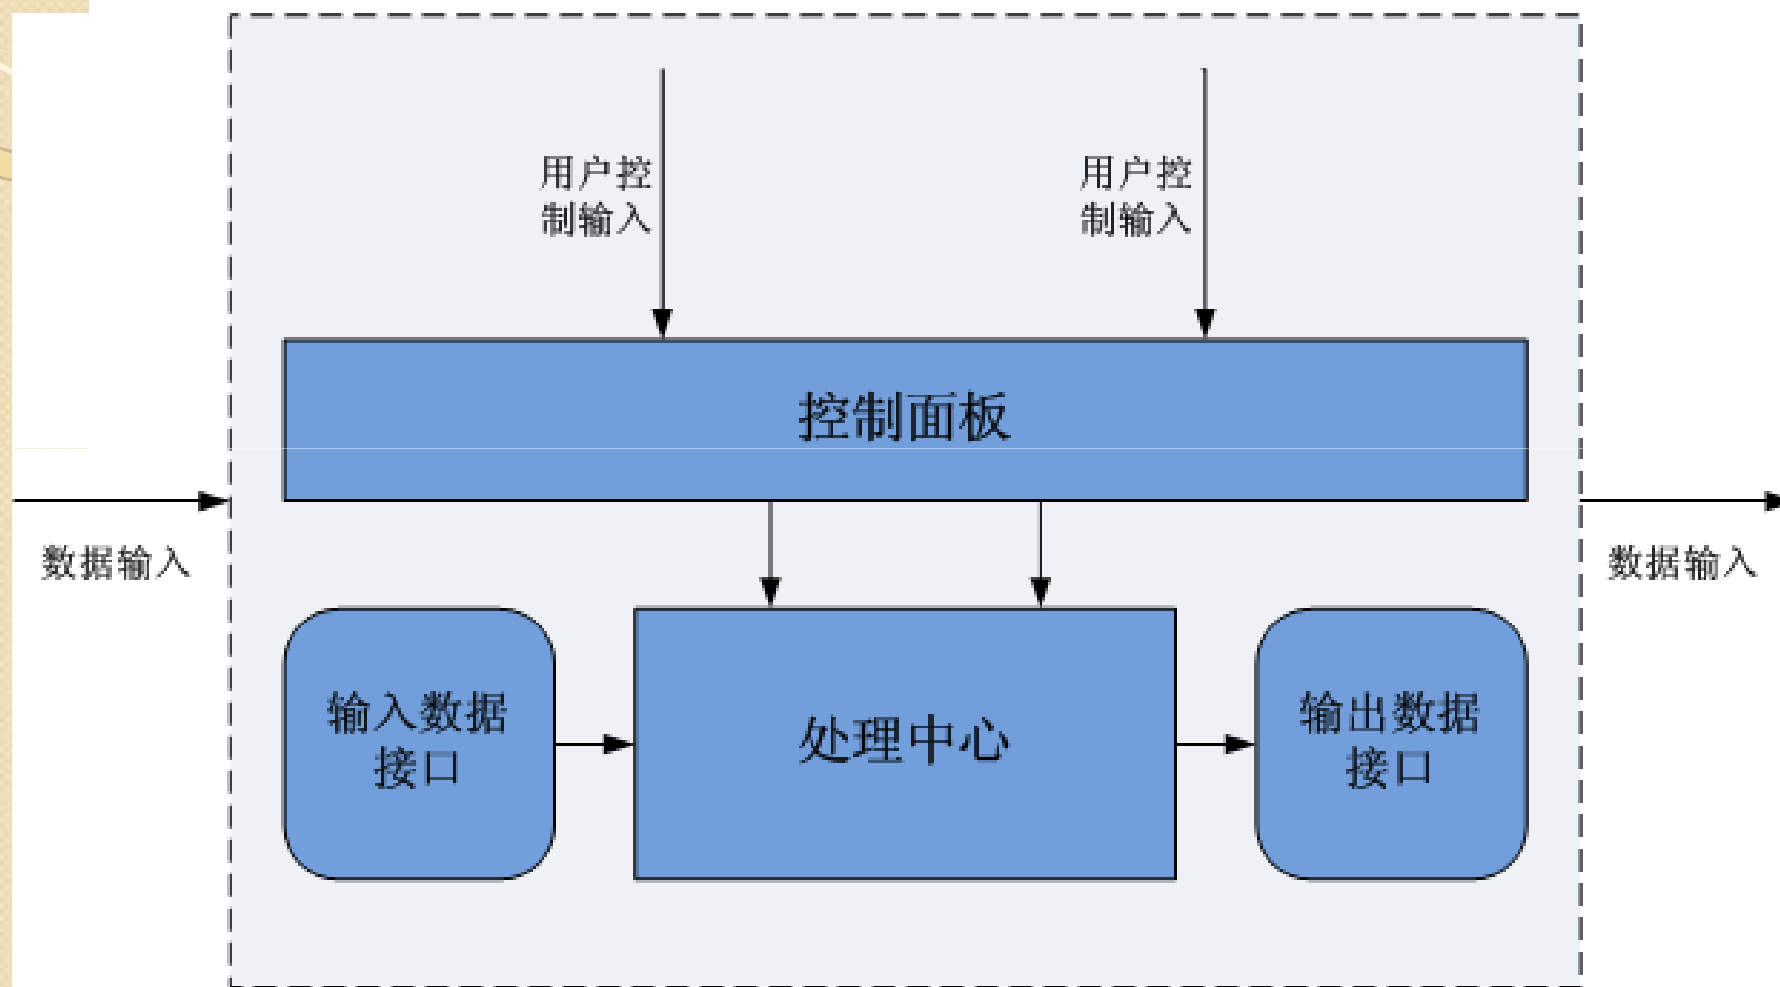 用户控
制输入
用户控
制输入
控制面板
数据输入
数据输入
输入数据
接口
处理中心
输出数据
接口